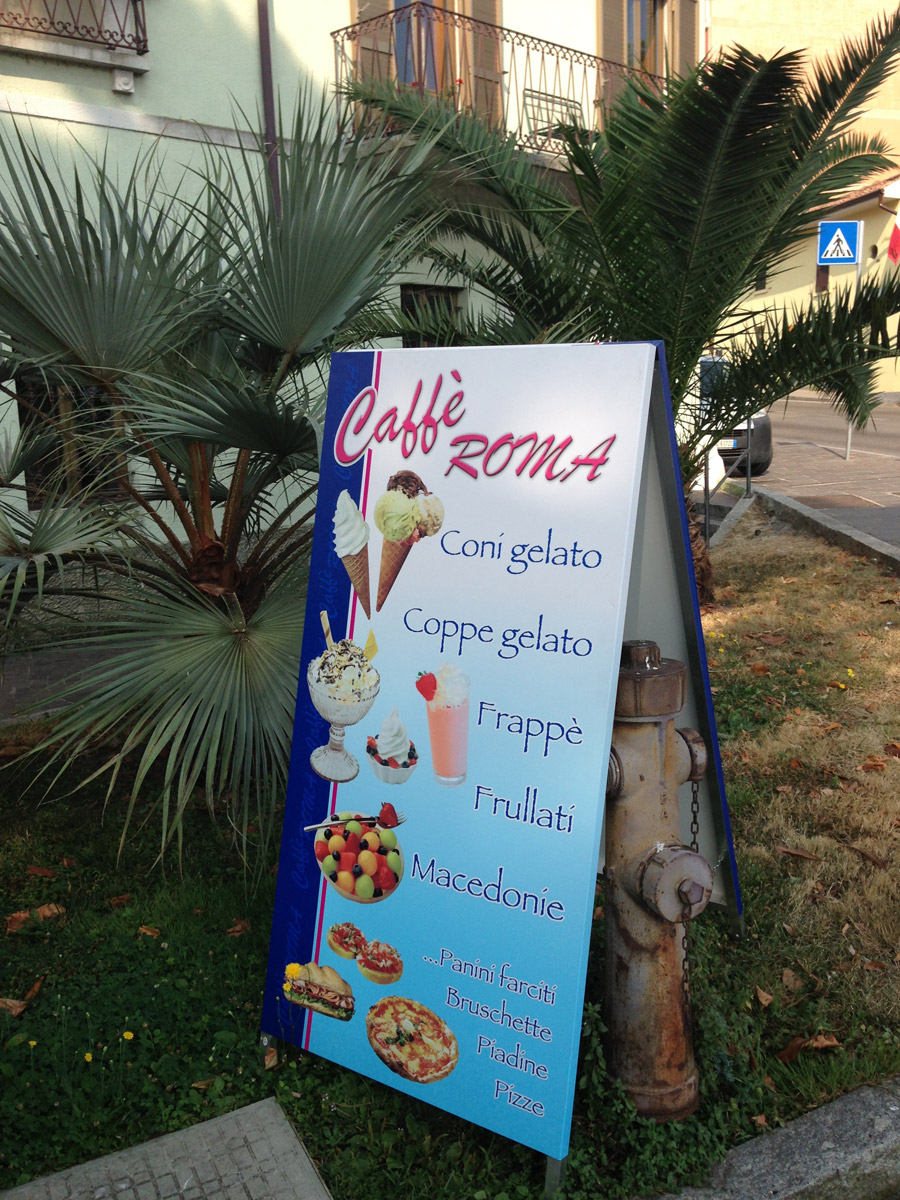 Caffè
ROMA
Coni gelato
Coppe gelato
Frappè
Frullati
Macedonie
...Panini farciti
Bruschette
Piadine
Pizze